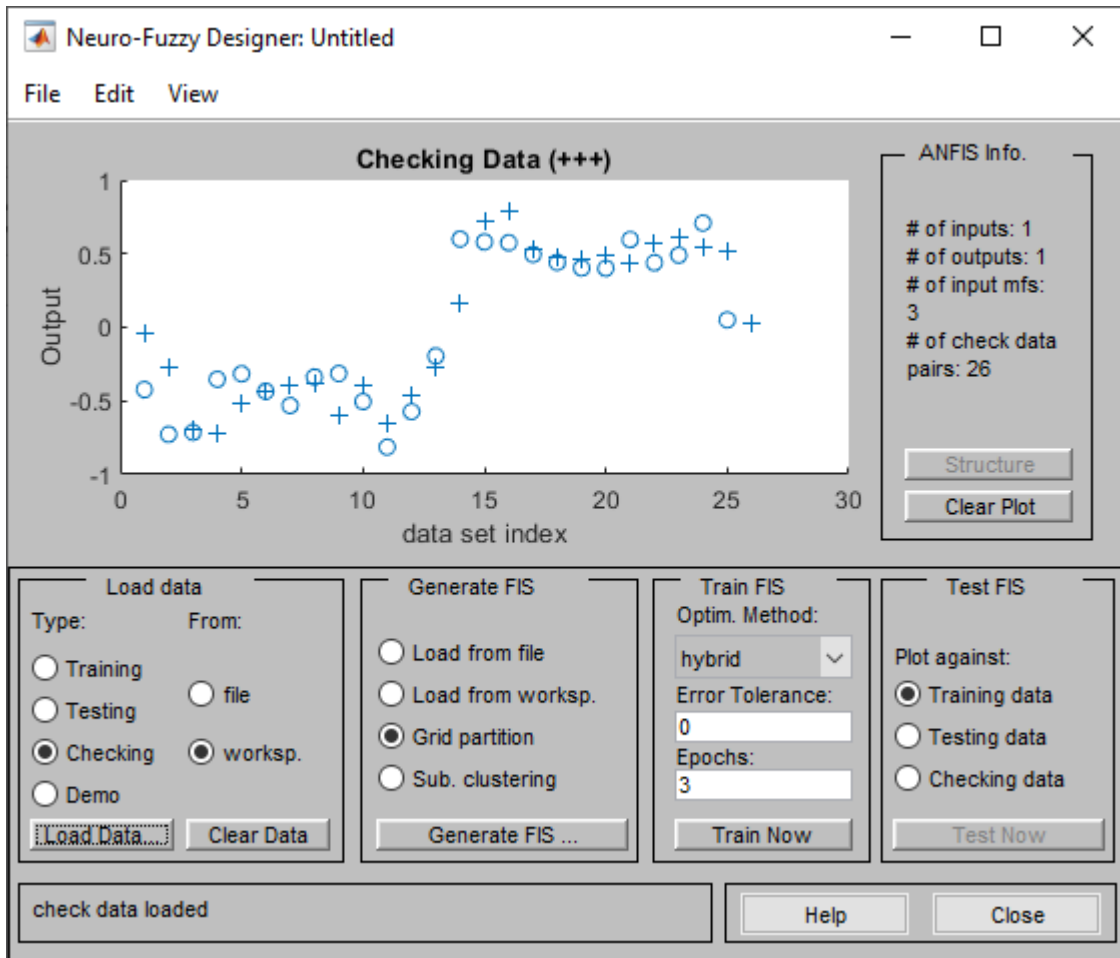 Neuro-Fuzzy Designer: Untitled
File Edit View
Checking Data (+++)
1
0.5
0
-0.5
-1
Output
0 5 10 15 20 25 30
data set index
ANFIS Info.
# of inputs: 1
# of outputs: 1
# of input mfs:
3
# of check data
pairs: 26
Structure
Clear Plot
Load data
Type: From:
Training
file
Testing
Checking
worksp.
Demo
Load Data... Clear Data
Generate FIS
Load from file
Load from worksp.
Grid partition
Sub. clustering
Generate FIS ...
Train FIS
Optim. Method:
hybrid
Error Tolerance:
0
Epochs:
3
Train Now
Test FIS
Plot against:
Training data
Testing data
Checking data
Test Now
check data loaded
Help Close